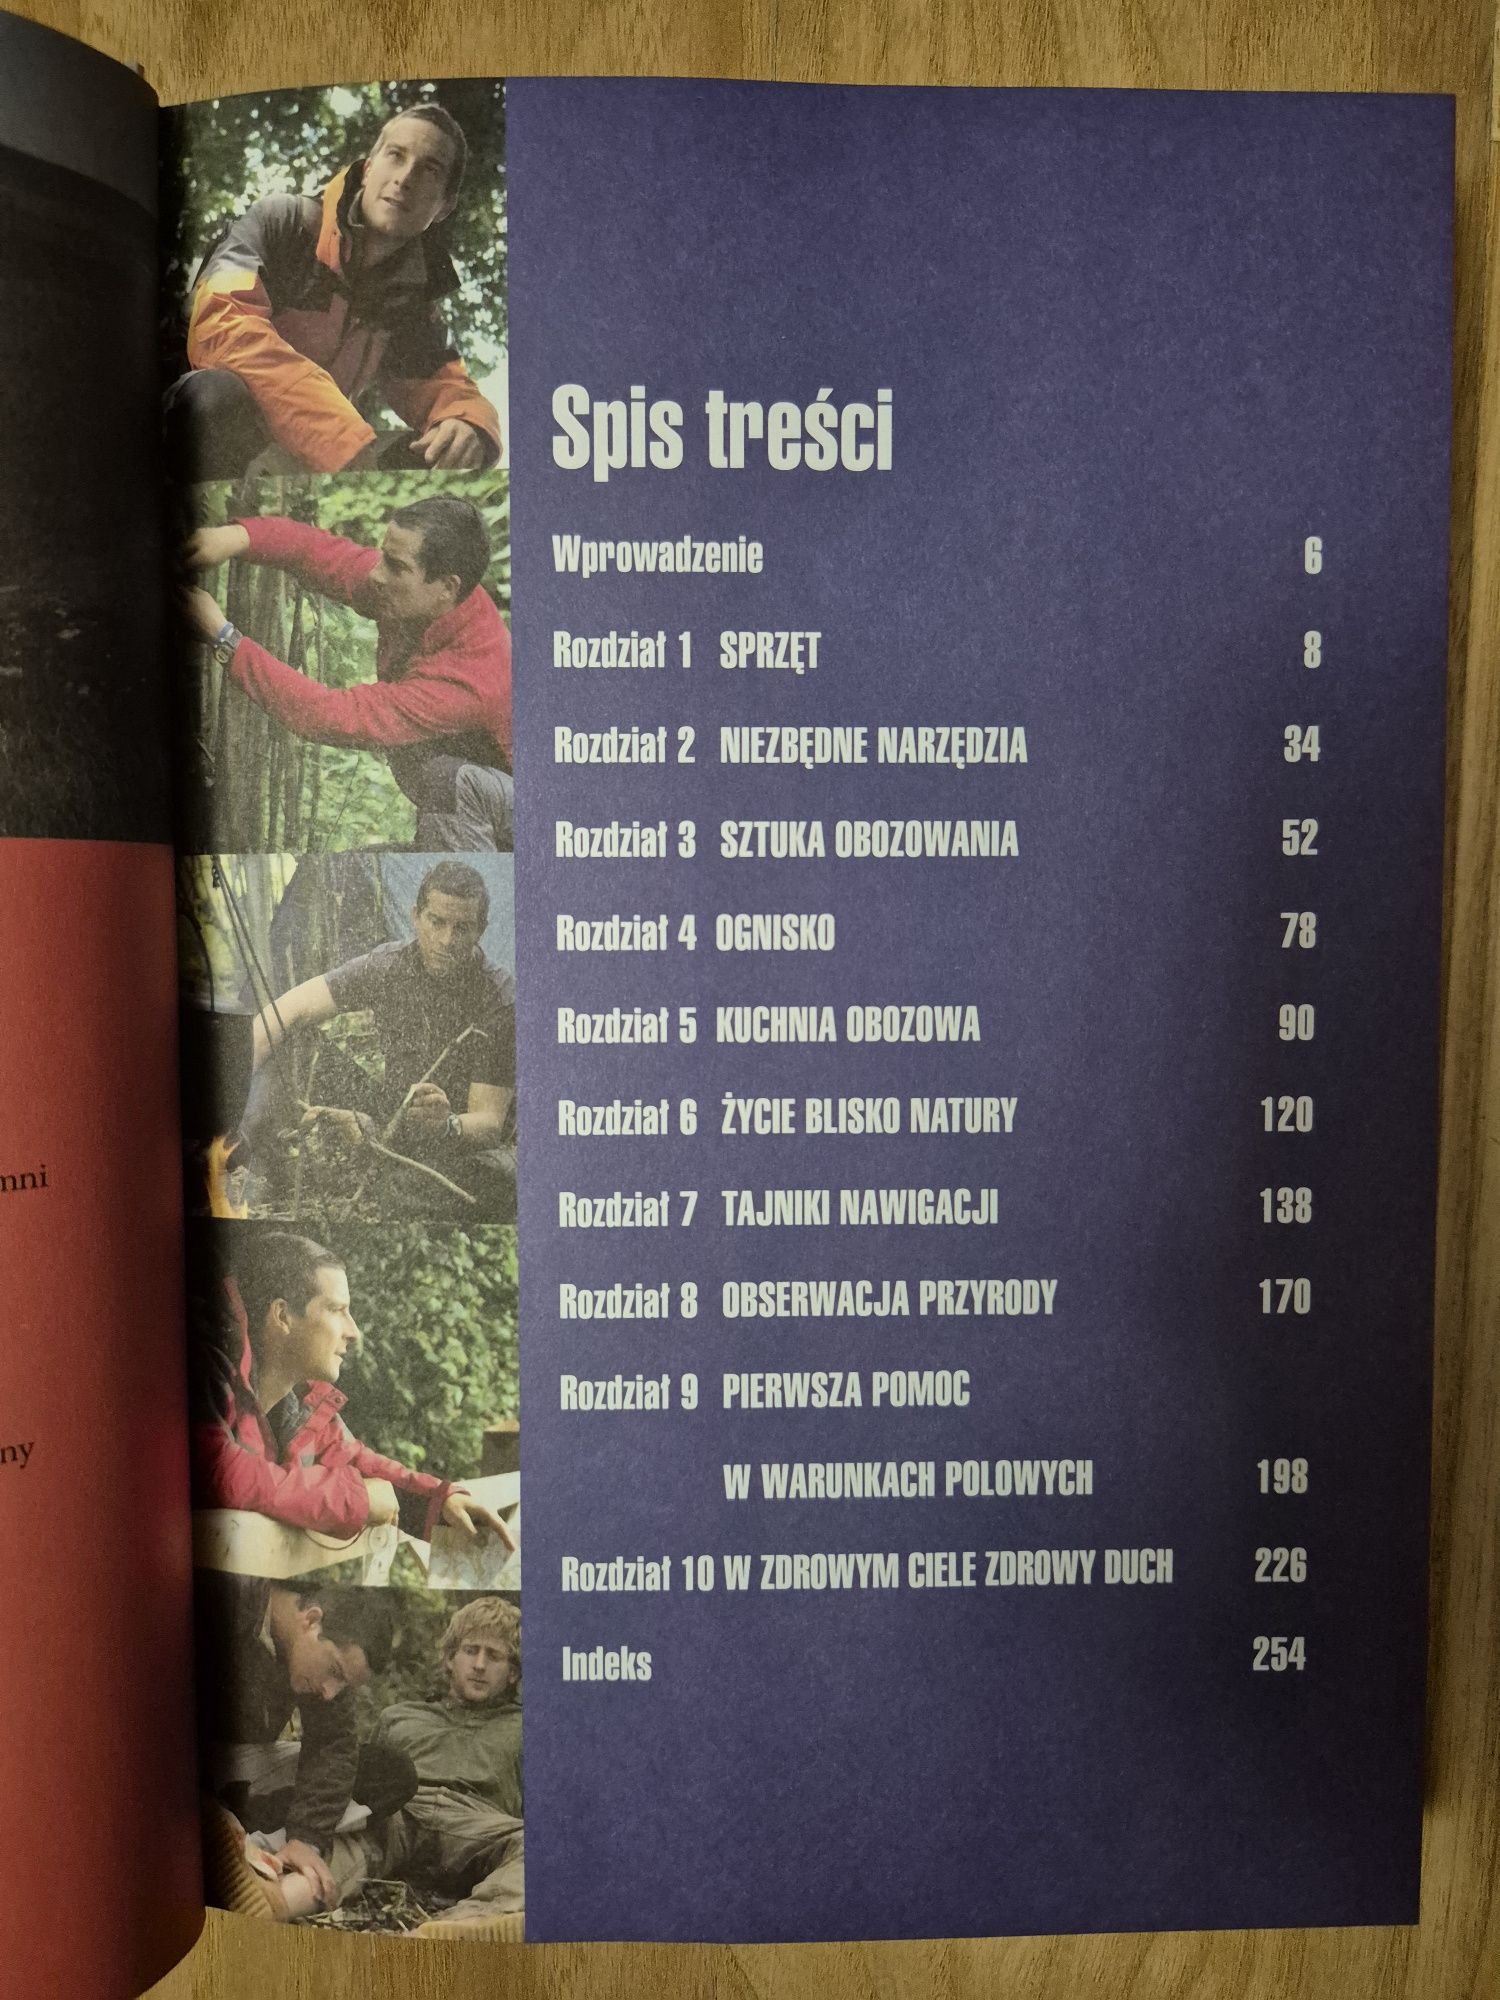 mni
ny
Spis treści
Wprowadzenie 6
Rozdział 1 SPRZĘT 8
Rozdział 2 NIEZBĘDNE NARZĘDZIA 34
Rozdział 3 SZTUKA OBOZOWANIA 52
Rozdział 4 OGNISKO 78
Rozdział 5 KUCHNIA OBOZOWA 90
Rozdział 6 ŻYCIE BLISKO NATURY 120
Rozdział 7 TAJNIKI NAWIGACJI 138
Rozdział 8 OBSERWACJA PRZYRODY 170
Rozdział 9 PIERWSZA POMOC
W WARUNKACH POLOWYCH 198
Rozdział 10 W ZDROWYM CIELE ZDROWY DUCH 226
Indeks 254